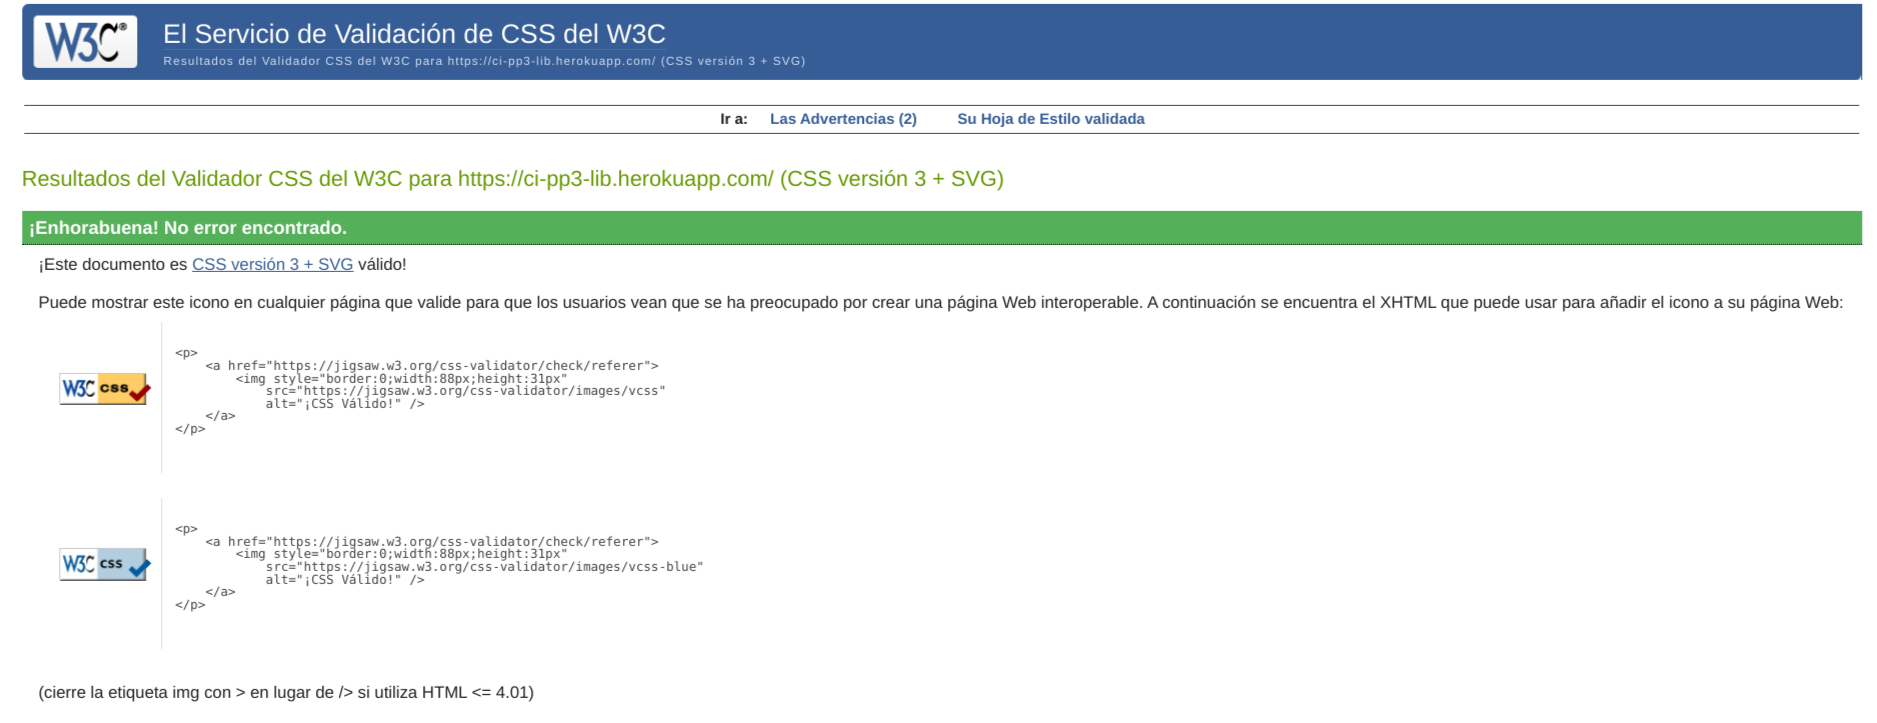 W3C®
El Servicio de Validación de CSS del W3C
Resultados del Validador CSS del W3C para https://ci-pp3-lib.herokuapp.com/ (CSS versión 3 + SVG)
Ir a: Las Advertencias (2) Su Hoja de Estilo validada
Resultados del Validador CSS del W3C para https://ci-pp3-lib.herokuapp.com/ (CSS versión 3 + SVG)
¡Enhorabuena! No error encontrado.
¡Este documento es CSS versión 3 + SVG válido!
Puede mostrar este icono en cualquier página que valide para que los usuarios vean que se ha preocupado por crear una página Web interoperable. A continuación se encuentra el XHTML que puede usar para añadir el icono a su página Web:
W3C css
<p>
<a href="https://jigsaw.w3.org/css-validator/check/referer">
<img style="border:0;width:88px;height:31px"
src="https://jigsaw.w3.org/css-validator/images/vcss"
alt="¡CSS Válido!" />
</a>
</p>
W3C css
<p>
<a href="https://jigsaw.w3.org/css-validator/check/referer">
<img style="border:0;width:88px;height:31px"
src="https://jigsaw.w3.org/css-validator/images/vcss-blue"
alt="¡CSS Válido!" />
</a>
</p>
(cierre la etiqueta img con > en lugar de /> si utiliza HTML <= 4.01)